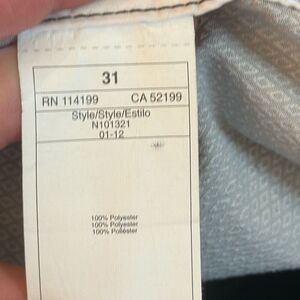 31
RN 114199 CA 52199
Style/Style/Estilo
N101321
01-12
100% Polyester
100% Polyester
100% Poliéster